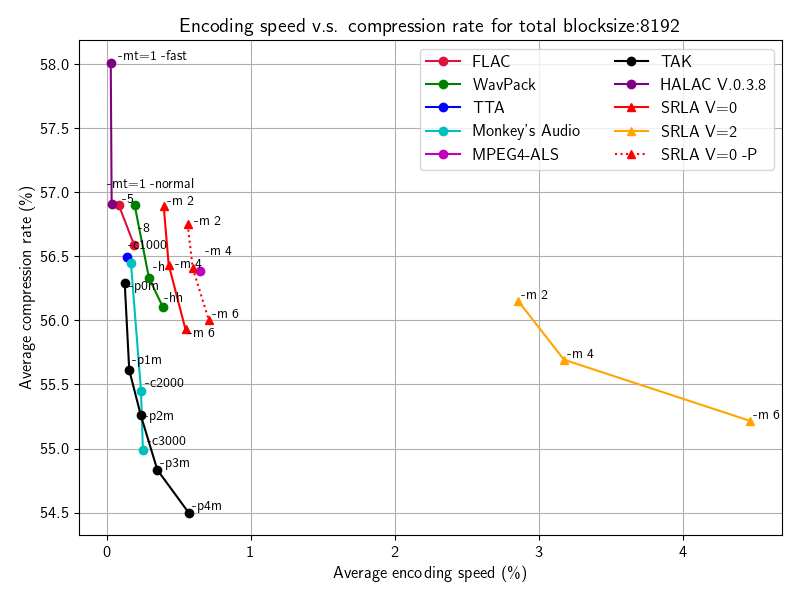 Encoding speed v.s. compression rate for total blocksize:8192
Average compression rate (%)
58.0
57.5
57.0
56.5
56.0
55.5
55.0
54.5
FLAC
WavPack
TTA
Monkey's Audio
MPEG4-ALS
TAK
HALAC V.0.3.8
SRLA V=0
SRLA V=2
SRLA V=0 -P
-mt=1 -fast
-mt=1 -normal
-5
-m 2
-8
-m 2
-c1000
-m 4
-h
-m 4
-p0m
-hh
-m 6
-m 6
-m 2
-p1m
-m 4
-c2000
-p2m
-m 6
-c3000
-p3m
-p4m
0
1
2
3
4
Average encoding speed (%)